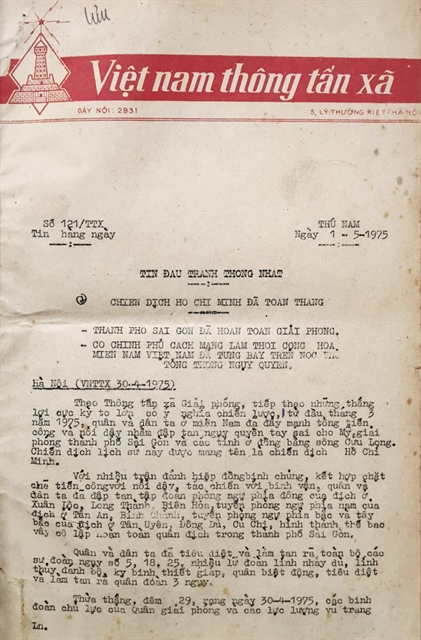 Lưu
Việt nam thông tấn xã
DÂY NÓI: 2931
5, LÝ THƯỜNG KIỆT, HÀ NỘI
Số 121/TTX
THỨ NĂM
Tin hàng ngày
Ngày 1 - 5 -1975
TIN ĐẤU TRANH THỐNG NHẤT
CHIẾN DỊCH HỒ CHÍ MINH ĐÃ TOÀN THẮNG
- THÀNH PHỐ SÀI GÒN ĐÃ HOÀN TOÀN GIẢI PHÓNG.
- CỜ CHÍNH PHỦ CÁCH MẠNG LÂM THỜI CỘNG HÒA
MIỀN NAM VIỆT NAM ĐÃ TUNG BAY TRÊN NÓC
TỔNG THỐNG NGỤY QUYỀN.
Hà Nội (VNTTX 30-4-1975)
Theo Thông tấn xã Giải phóng, tiếp theo những thắng
lợi cực kỳ to lớn có ý nghĩa chiến lược, từ đầu tháng 3
năm 1975, quân và dân ta ở miền Nam đã đẩy mạnh tổng tiến
công và nổi dậy nhằm đập tan ngụy quyền tay sai cho Mỹ, giải
phóng thành phố Sài Gòn và các tỉnh ở đồng bằng sông Cửu Long.
Chiến dịch lịch sử này được mang tên là chiến dịch Hồ Chí
Minh.
Với nhiều trận đánh hiệp đồng binh chủng, kết hợp chặt
chẽ tiến công với nổi dậy, tác chiến với binh vận, quân và
dân ta đã đập tan tập đoàn phòng ngự phía đông của địch ở
Xuân Lộc, Long Thành, Biên Hòa, tuyến phòng ngự phía nam của
địch ở Tân An, Bình Chánh, tuyến phòng ngự phía bắc và tây
bắc của địch ở Tân Uyên, Đồng Dù, Củ Chi, hình thành thế bao
vây cô lập hoàn toàn quân địch trong thành phố Sài Gòn.
Quân và dân ta đã tiêu diệt và làm tan rã toàn bộ các
sư đoàn ngụy số 5, 18, 25, nhiều lữ đoàn lính nhảy dù, lính
thủy đánh bộ, kỵ binh thiết giáp, quân biệt động, tiêu diệt
và làm tan rã quân đoàn 3 ngụy.
Thừa thắng, đêm 29, rạng ngày 30-4-1975, các binh
đoàn chủ lực của Quân giải phóng và các lực lượng vũ trang
Ln.